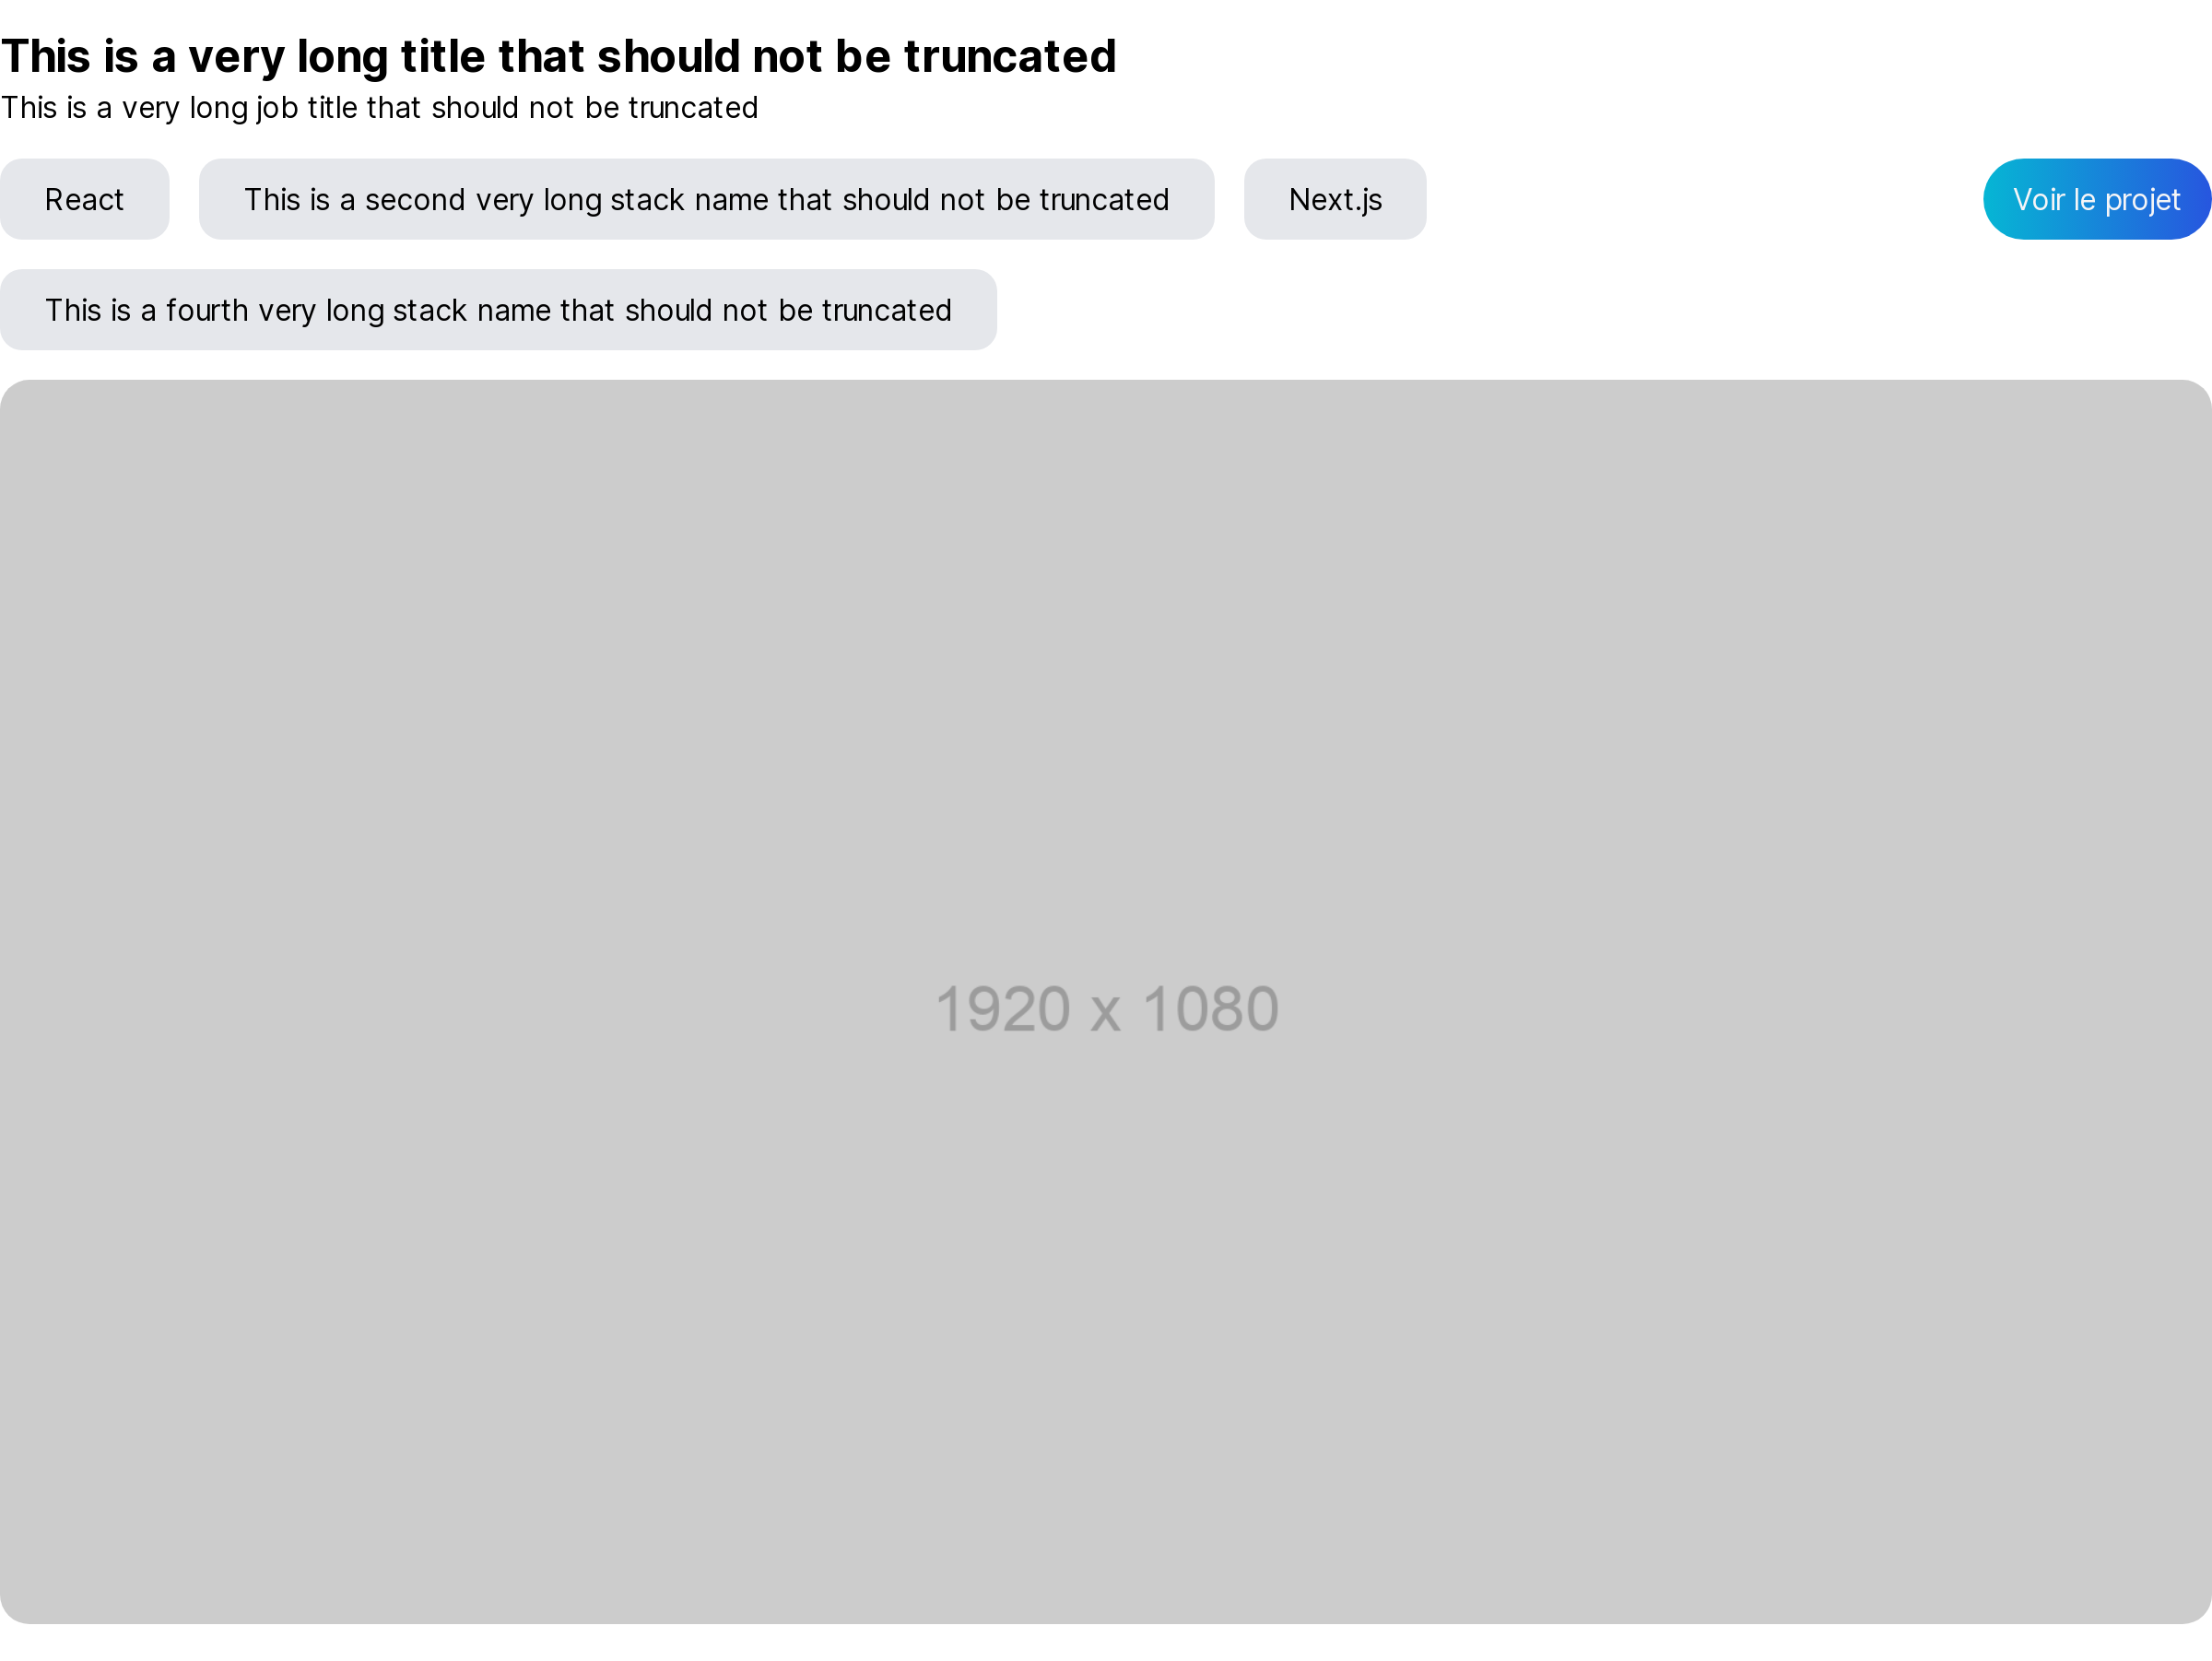 This is a very long title that should not be truncated
This is a very long job title that should not be truncated
React
This is a second very long stack name that should not be truncated
Next.js
Voir le projet
This is a fourth very long stack name that should not be truncated
1920 x 1080